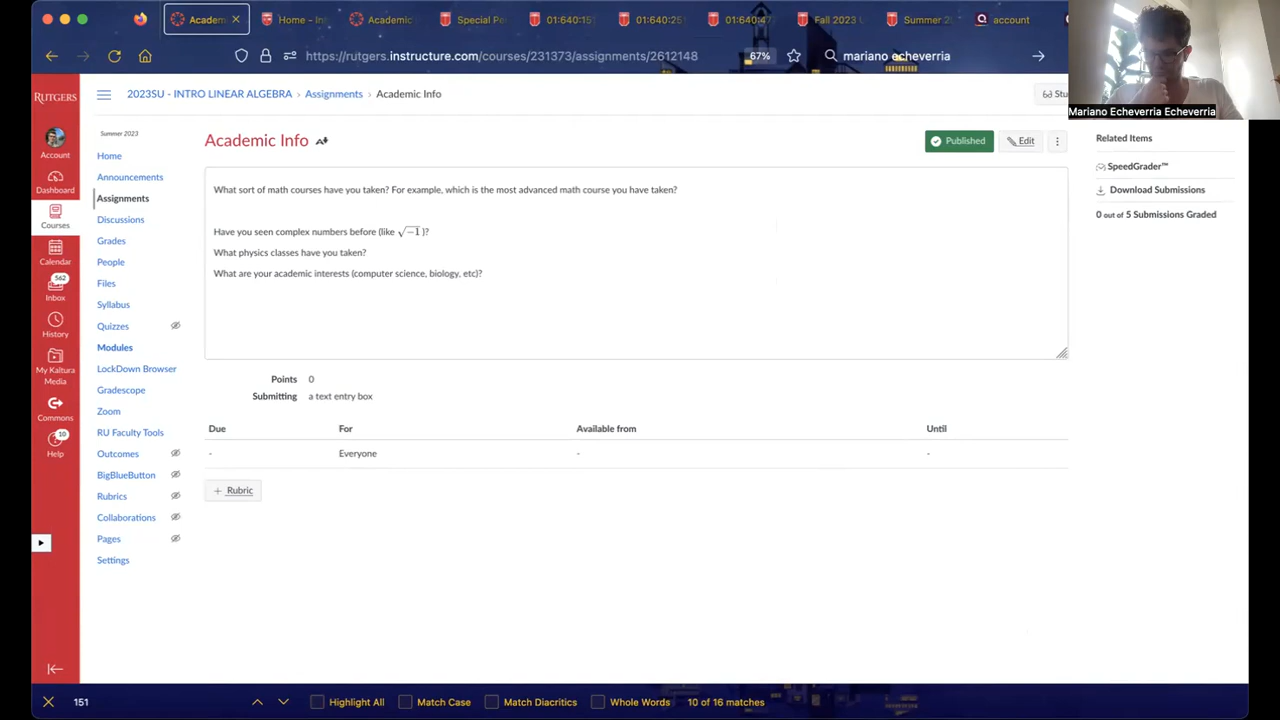 Academ
Home - In
Academic
Special Pe
01:640:15
01:640:25
01:640:47
Fall 2023 U
Summer 2
account
https://rutgers.instructure.com/courses/231373/assignments/2612148
67%
mariano echeverria
Mariano Echeverria Echeverria
RUTGERS
Account
Dashboard
Courses
Calendar
562
Inbox
History
My Kaltura
Media
Commons
10
Help
2023SU - INTRO LINEAR ALGEBRA › Assignments › Academic Info
Stu
Summer 2023
Home
Announcements
Assignments
Discussions
Grades
People
Files
Syllabus
Quizzes
Modules
LockDown Browser
Gradescope
Zoom
RU Faculty Tools
Outcomes
BigBlueButton
Rubrics
Collaborations
Pages
Settings
Academic Info
Published
Edit
What sort of math courses have you taken? For example, which is the most advanced math course you have taken?
Have you seen complex numbers before (like √−1 )?
What physics classes have you taken?
What are your academic interests (computer science, biology, etc)?
Points 0
Submitting a text entry box
Due For Available from Until
- Everyone - -
+ Rubric
Related Items
SpeedGrader™
Download Submissions
0 out of 5 Submissions Graded
151
Highlight All
Match Case
Match Diacritics
Whole Words
10 of 16 matches